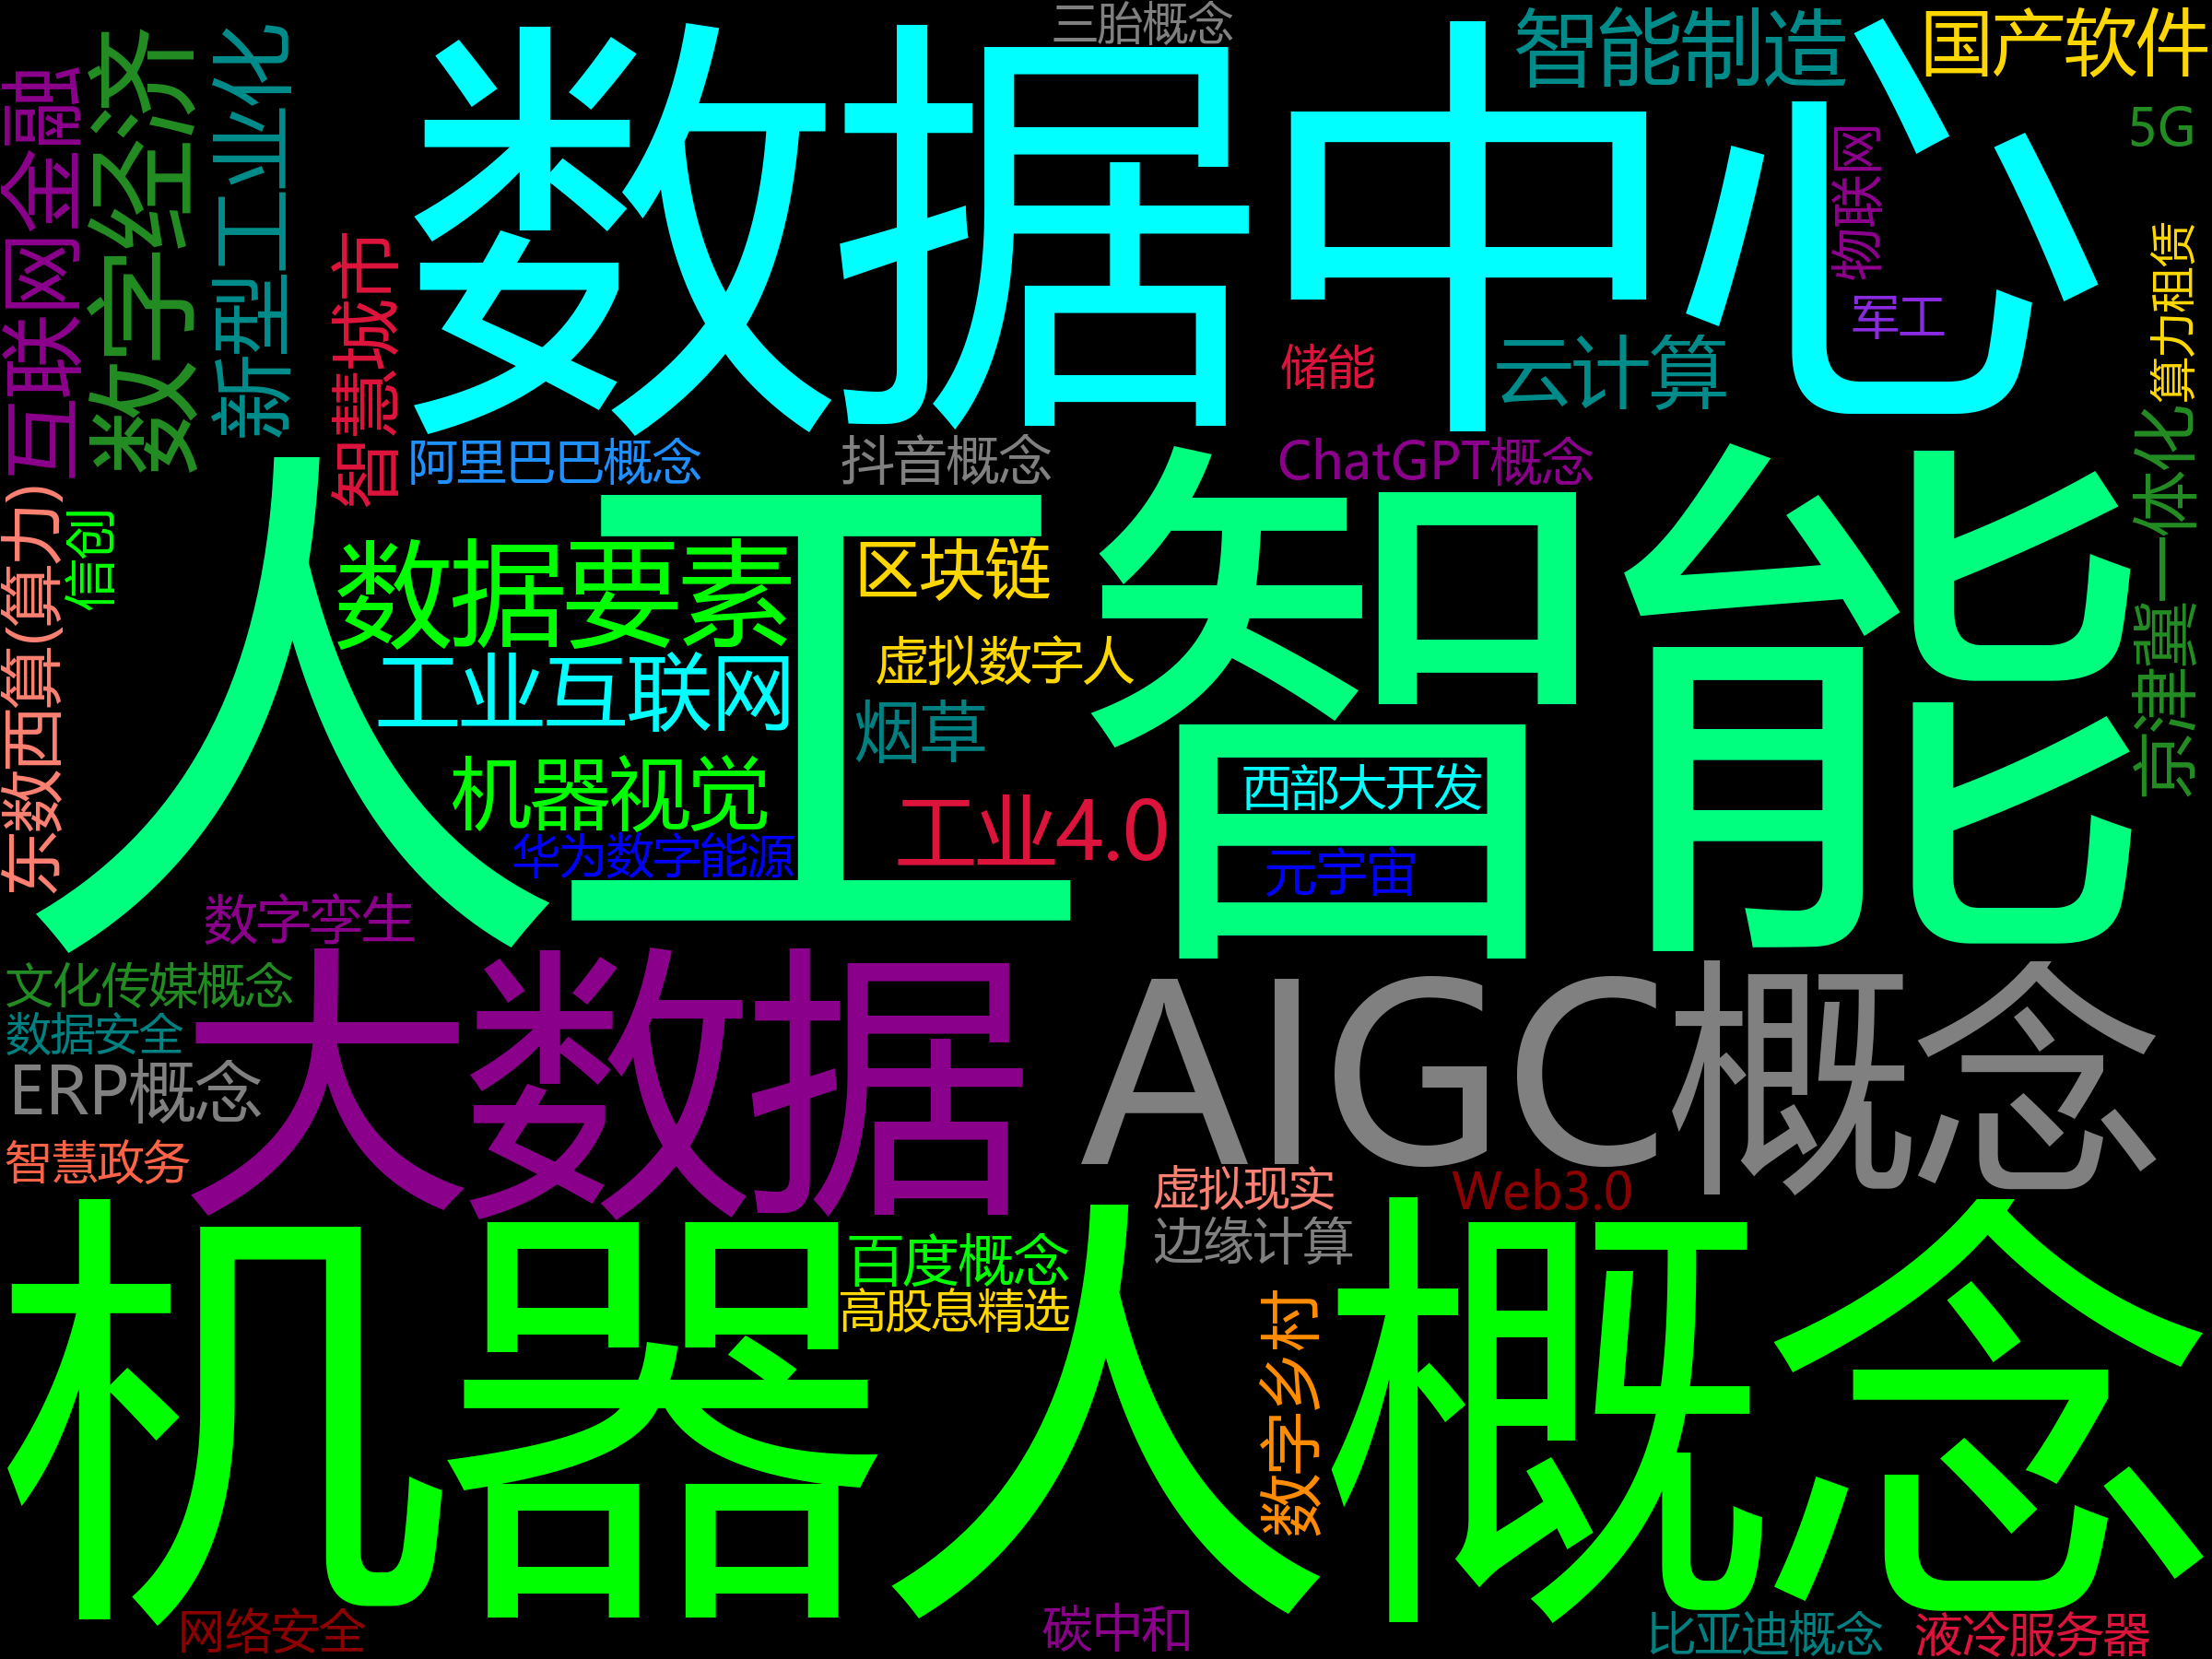 三胎概念
智能制造
国产软件
5G
数据中心
互联网金融
数字经济
新型工业化
智慧城市
物联网
军工
储能
云计算
算力租赁
阿里巴巴概念
抖音概念
ChatGPT概念
京津冀一体化
人工智能
东数西算(算力)
信创
数据要素
区块链
工业互联网
虚拟数字人
烟草
机器视觉
工业4.0
西部大开发
华为数字能源
元宇宙
数字孪生
大数据
AIGC概念
文化传媒概念
数据安全
ERP概念
智慧政务
虚拟现实
Web3.0
边缘计算
百度概念
高股息精选
机器人概念
数字乡村
网络安全
碳中和
比亚迪概念
液冷服务器